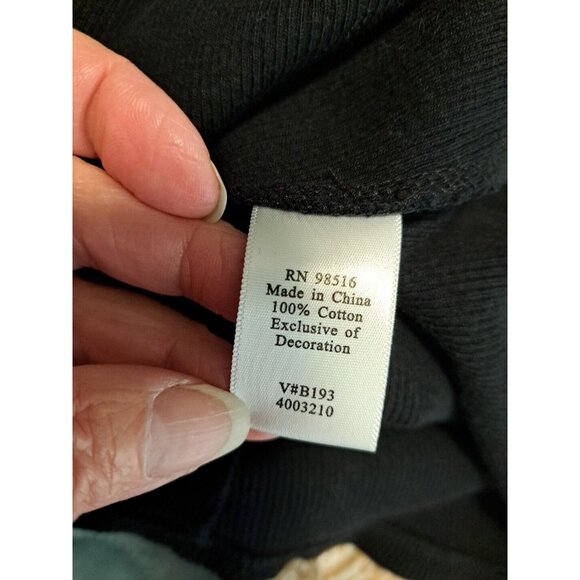 RN 98516
Made in China
100% Cotton
Exclusive of
Decoration
V#B193
4003210